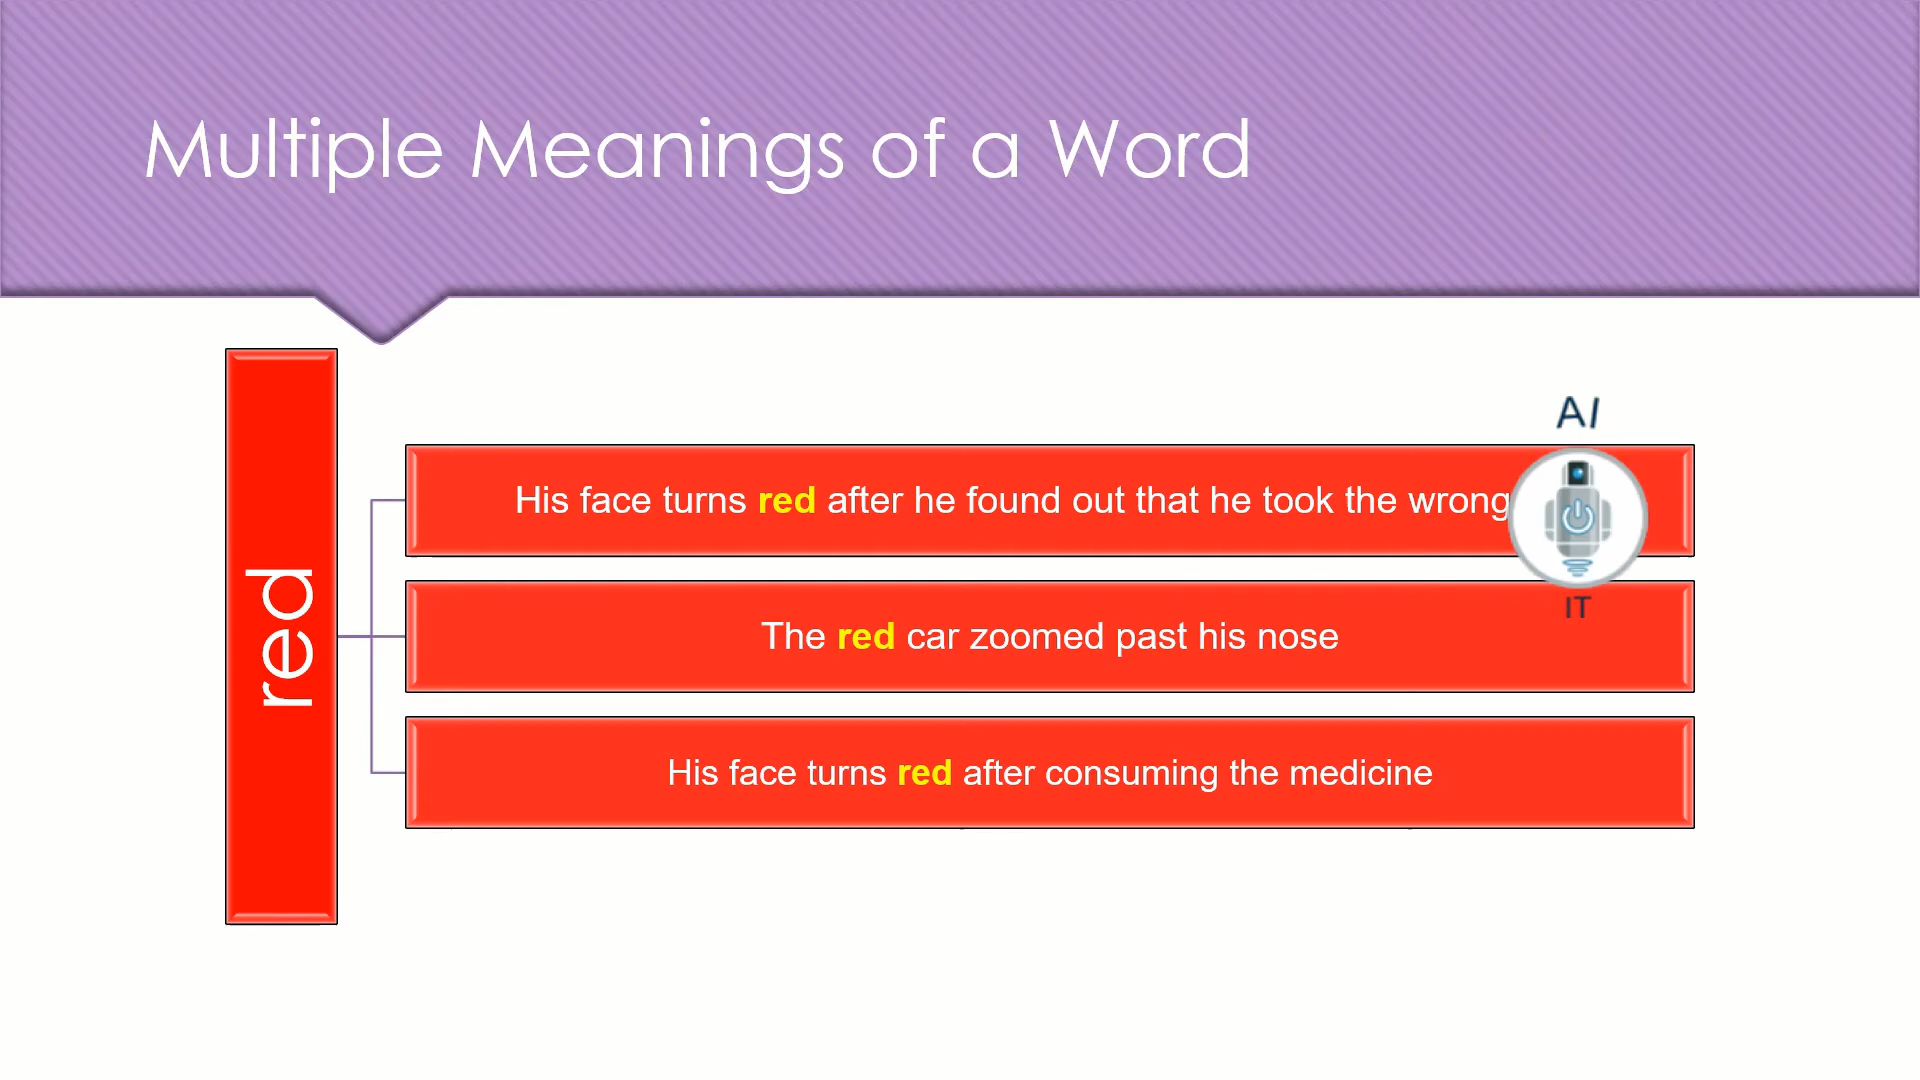 Multiple Meanings of a Word
red
AI
His face turns red after he found out that he took the wrong
IT
The red car zoomed past his nose
His face turns red after consuming the medicine